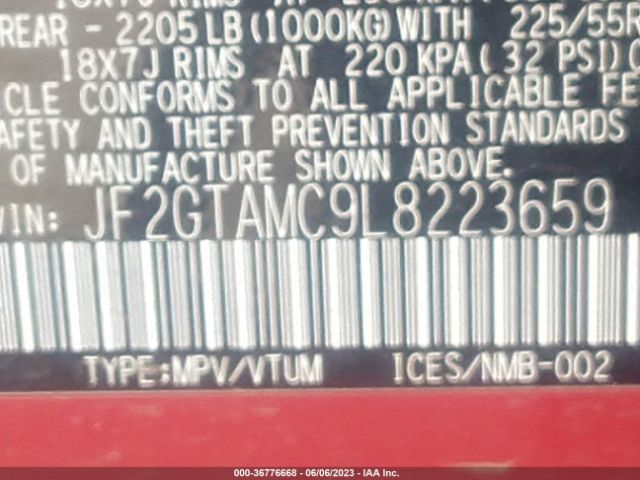 REAR - 2205 LB (1000KG) WITH 225/55R
18X7J RIMS AT 220 KPA ( 32 PSI) C
CLE CONFORMS TO ALL APPLICABLE FE
AFETY AND THEFT PREVENTION STANDARDS
OF MANUFACTURE SHOWN ABOVE.
VIN: JF2GTAMC9L8223659
TYPE:MPV/VTUM ICES/NMB-002
000-36776668 - 06/06/2023 - IAA Inc.